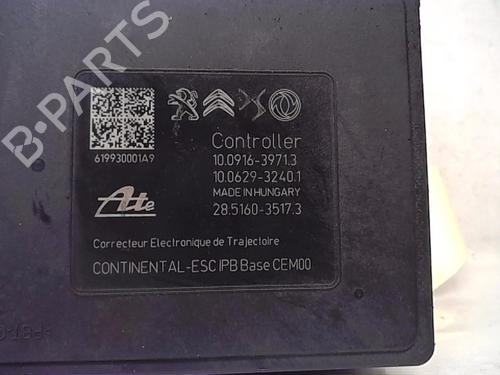 B-PARTS
619930001A9
Controller
10.0916-3971.3
10.0629-3240.1
MADE IN HUNGARY
28.5160-3517.3
Ate
Correcteur Electronique de Trajectoire
CONTINENTAL-ESC IPB Base CEM00